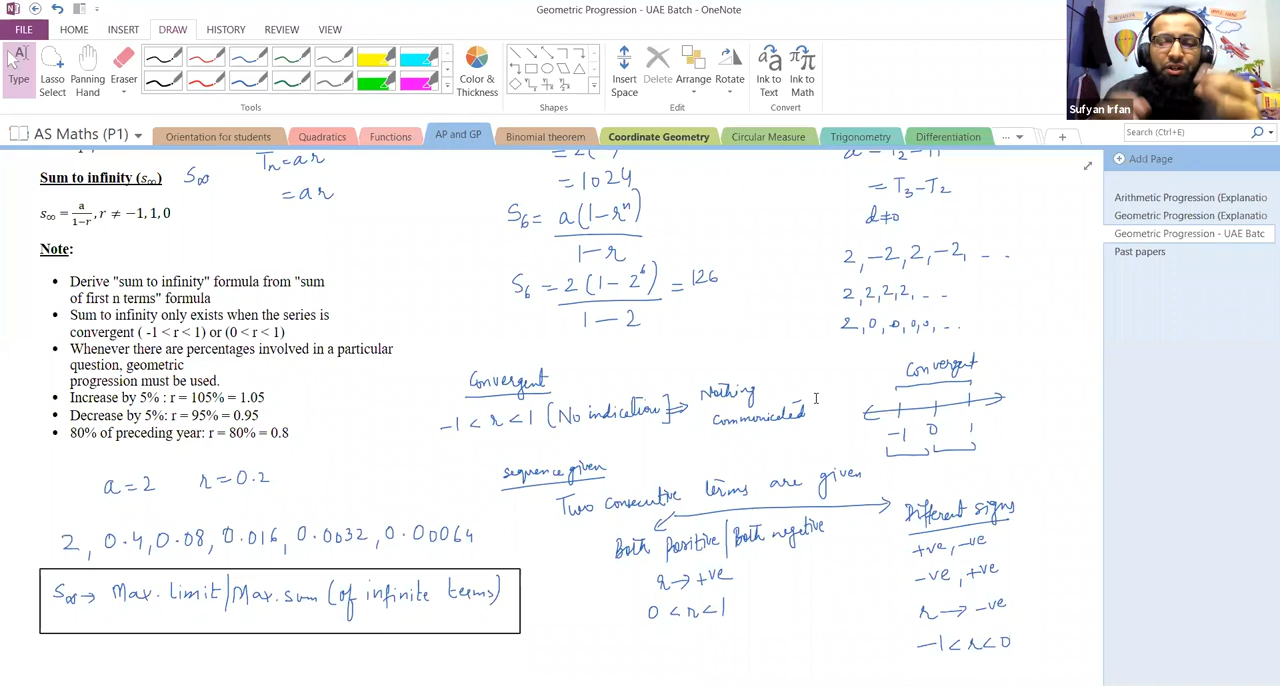 Geometric Progression - UAE Batch - OneNote
FILE HOME INSERT DRAW HISTORY REVIEW VIEW
Type
Lasso Select
Panning Hand
Eraser
Color & Thickness
Insert Space
Delete
Arrange
Rotate
Ink to Text
Ink to Math
Tools Shapes Edit Convert
Sufyan Irfan
AS Maths (P1)
Orientation for students Quadratics Functions AP and GP Binomial theorem Coordinate Geometry Circular Measure Trigonometry Differentiation ...
Search (Ctrl+E)
Add Page
Arithmetic Progression (Explanatio
Geometric Progression (Explanatio
Geometric Progression - UAE Batc
Past papers
Sum to infinity (s∞) S∞
Tn = ar
= ar
s∞ = a/(1−r), r ≠ −1, 1, 0
Note:
• Derive "sum to infinity" formula from "sum
of first n terms" formula
• Sum to infinity only exists when the series is
convergent ( -1 < r < 1) or (0 < r < 1)
• Whenever there are percentages involved in a particular
question, geometric
progression must be used.
• Increase by 5% : r = 105% = 1.05
• Decrease by 5%: r = 95% = 0.95
• 80% of preceding year: r = 80% = 0.8
a = 2 r = 0.2
2, 0.4, 0.08, 0.016, 0.0032, 0.00064
S∞ → Max. limit/Max. sum (of infinite terms)
= 1024
S6 = a(1−rⁿ)/(1−r)
S6 = 2(1−2⁶)/(1−2) = 126
Convergent
-1 < r < 1 (No indication) ⇒ Nothing
communicated
sequence given
Two consecutive terms are given
Both positive/Both negative
r → +ve
0 < r < 1
Different signs
+ve, -ve
-ve, +ve
r → -ve
-1 < r < 0
= T3 - T2
d ≠ 0
2, -2, 2, -2, - -
2, 2, 2, 2, - -
2, 0, 0, 0, 0, ...
Convergent
-1 0 1